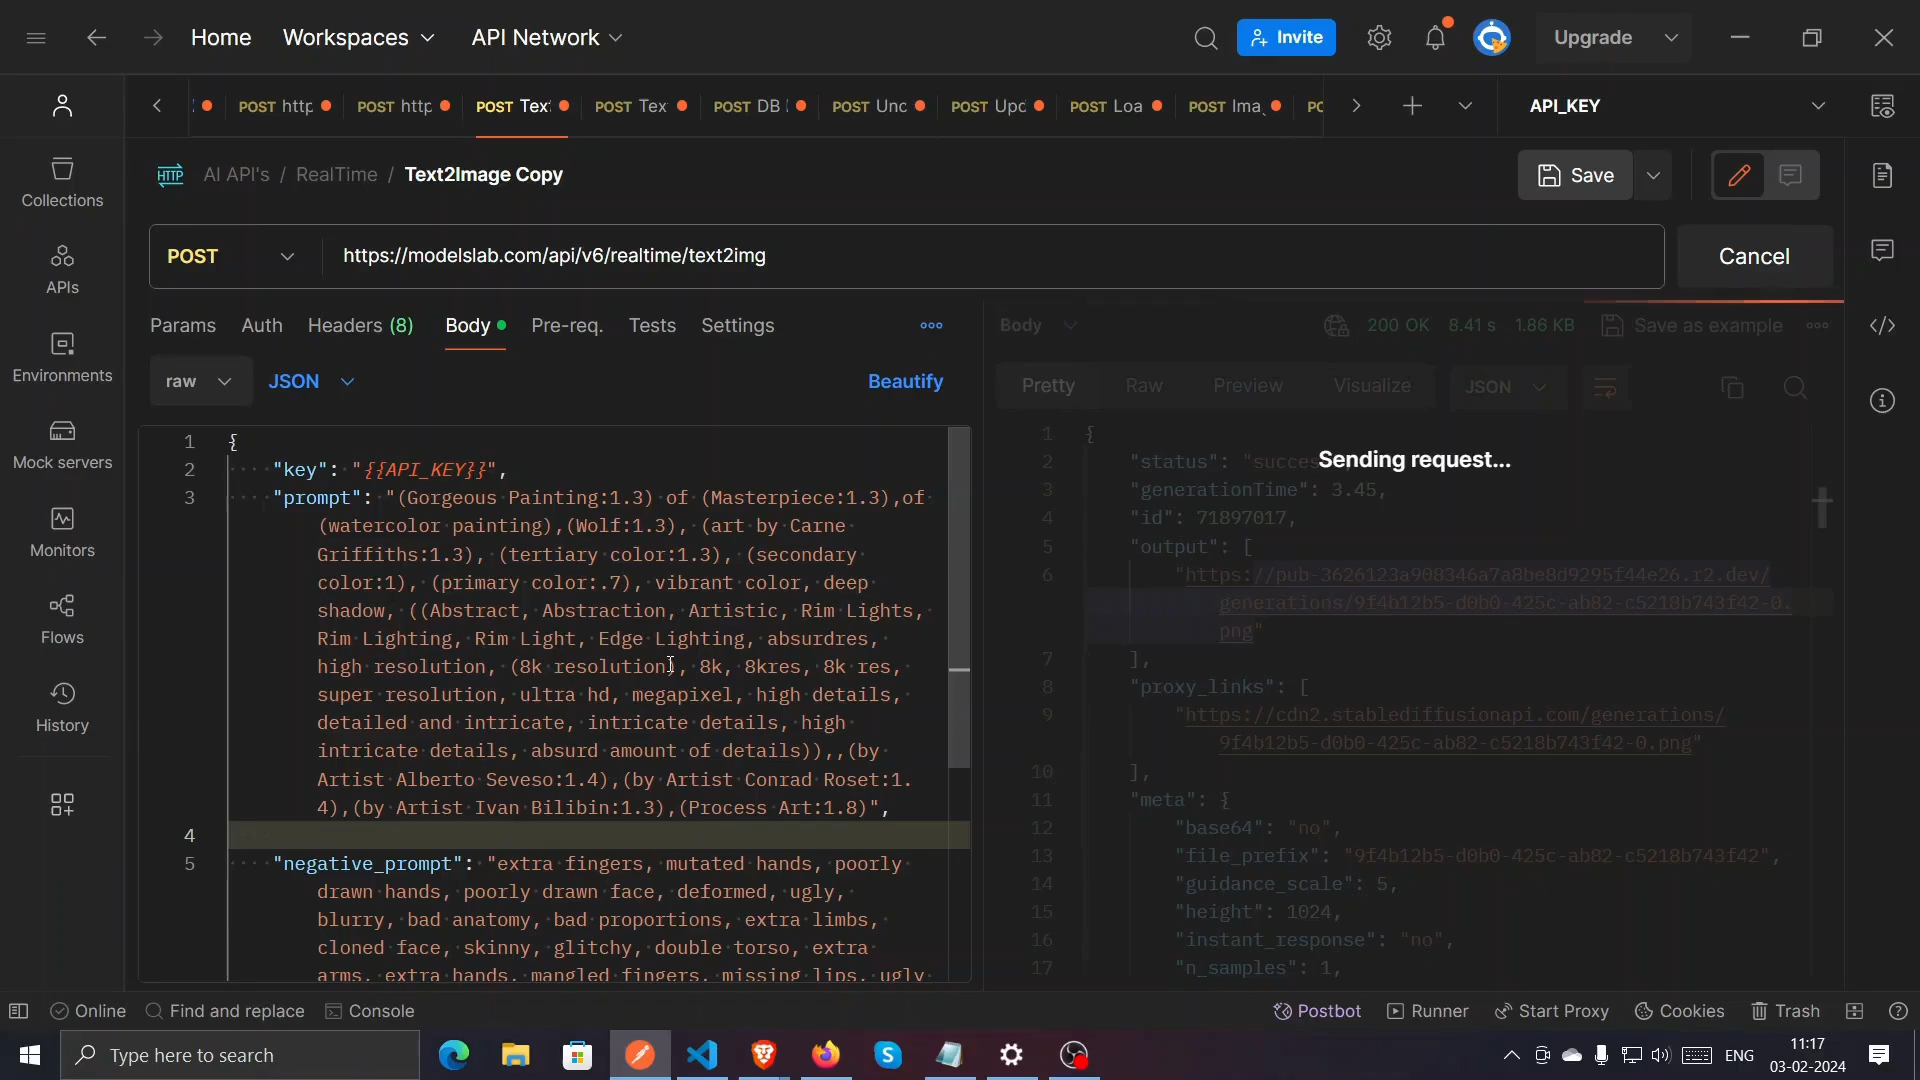 Home
Workspaces
API Network
Invite
Upgrade
POST http
POST http
POST Tex
POST Tex
POST DB
POST Unc
POST Upd
POST Loa
POST Ima
API_KEY
HTTP AI API's / RealTime / Text2Image Copy
Save
POST
https://modelslab.com/api/v6/realtime/text2img
Cancel
Collections
APIs
Environments
Mock servers
Monitors
Flows
History
Params
Auth
Headers (8)
Body
Pre-req.
Tests
Settings
raw
JSON
Beautify
1 {
2 "key": "{{API_KEY}}",
3 "prompt": "(Gorgeous Painting:1.3) of (Masterpiece:1.3),of
(watercolor painting),(Wolf:1.3), (art by Carne
Griffiths:1.3), (tertiary color:1.3), (secondary
color:1), (primary color:.7), vibrant color, deep
shadow, ((Abstract, Abstraction, Artistic, Rim Lights,
Rim Lighting, Rim Light, Edge Lighting, absurdres,
high resolution, (8k resolution), 8k, 8kres, 8k res,
super resolution, ultra hd, megapixel, high details,
detailed and intricate, intricate details, high
intricate details, absurd amount of details)),,(by
Artist Alberto Seveso:1.4),(by Artist Conrad Roset:1.
4),(by Artist Ivan Bilibin:1.3),(Process Art:1.8)",
4
5 "negative_prompt": "extra fingers, mutated hands, poorly
drawn hands, poorly drawn face, deformed, ugly,
blurry, bad anatomy, bad proportions, extra limbs,
cloned face, skinny, glitchy, double torso, extra
arms, extra hands, mangled fingers, missing lips, ugly
Body
200 OK
8.41 s
1.86 KB
Save as example
Pretty
Raw
Preview
Visualize
JSON
Sending request...
1 {
2 "status": "succes
3 "generationTime": 3.45,
4 "id": 71897017,
5 "output": [
6 "https://pub-3626123a908346a7a8be8d9295f44e26.r2.dev/
generations/9f4b12b5-d0b0-425c-ab82-c5218b743f42-0.
png"
7 ],
8 "proxy_links": [
9 "https://cdn2.stablediffusionapi.com/generations/
9f4b12b5-d0b0-425c-ab82-c5218b743f42-0.png"
10 ],
11 "meta": {
12 "base64": "no",
13 "file_prefix": "9f4b12b5-d0b0-425c-ab82-c5218b743f42",
14 "guidance_scale": 5,
15 "height": 1024,
16 "instant_response": "no",
17 "n_samples": 1,
Online
Find and replace
Console
Postbot
Runner
Start Proxy
Cookies
Trash
Type here to search
ENG
11:17
03-02-2024